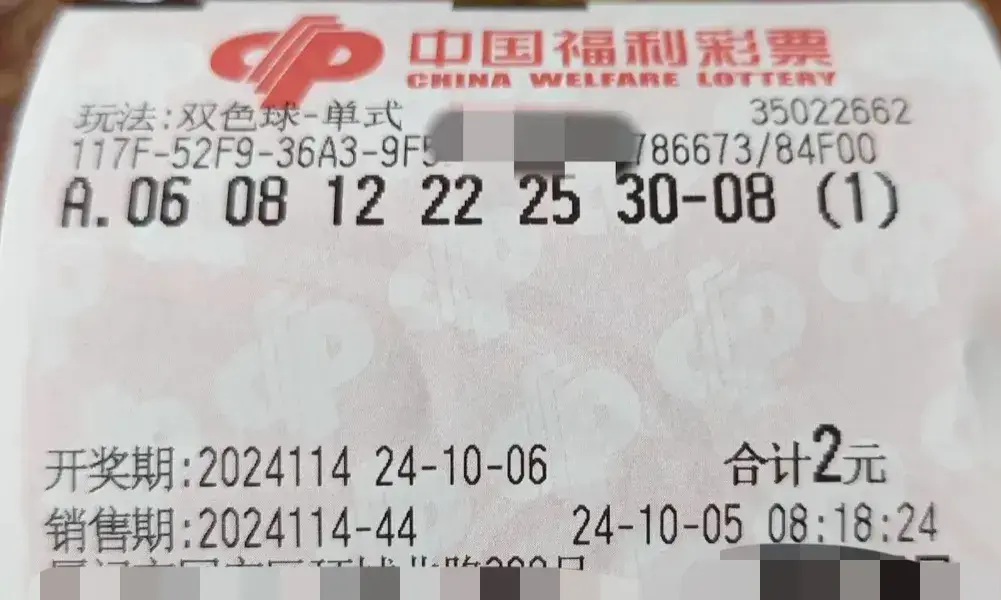 中国福利彩票
CHINA WELFARE LOTTERY
玩法:双色球-单式 35022662
117F-52F9-36A3-9F5 786673/84F00
A. 06 08 12 22 25 30-08 (1)
开奖期:2024114 24-10-06 合计2元
销售期:2024114-44 24-10-05 08:18:24